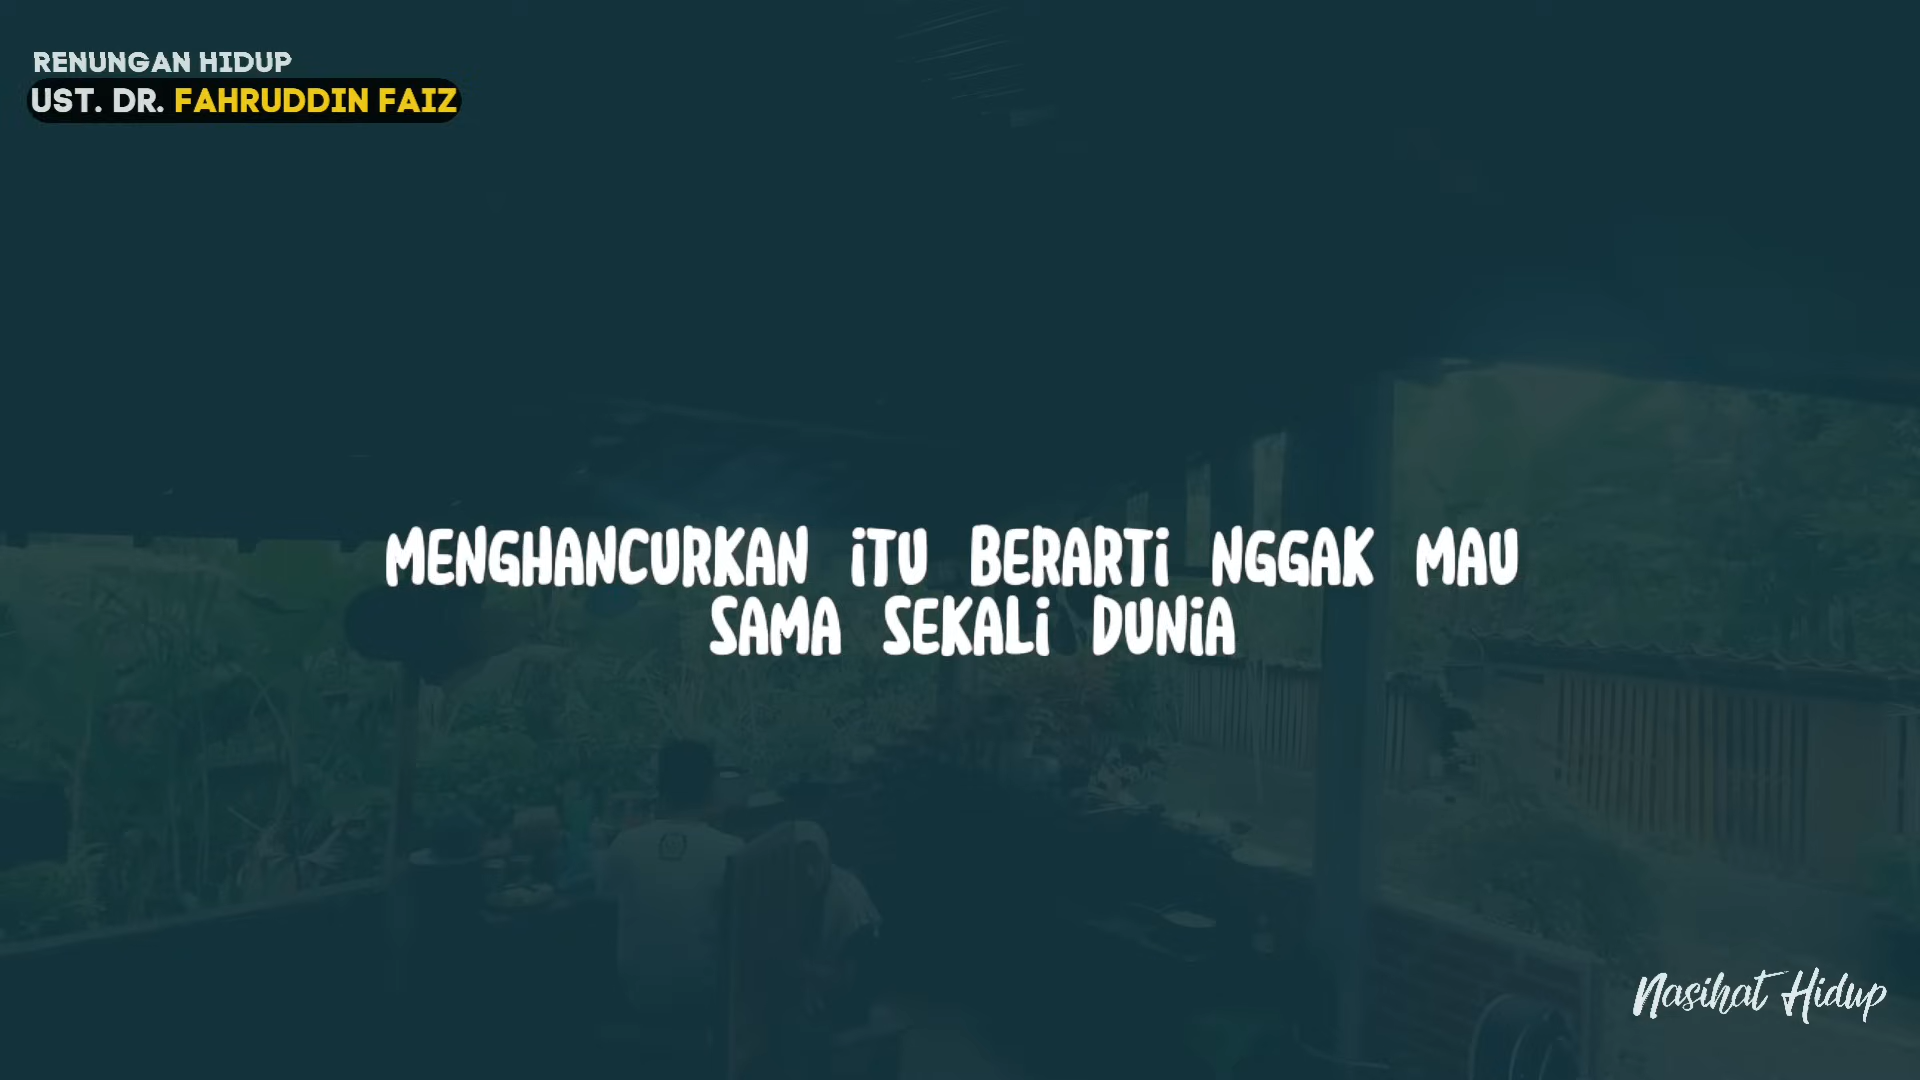 RENUNGAN HIDUP
UST. DR. FAHRUDDIN FAIZ
MENGHANCURKAN iTU BERARTi NGGAK MAU
SAMA SEKALi DUNiA
Nasihat Hidup